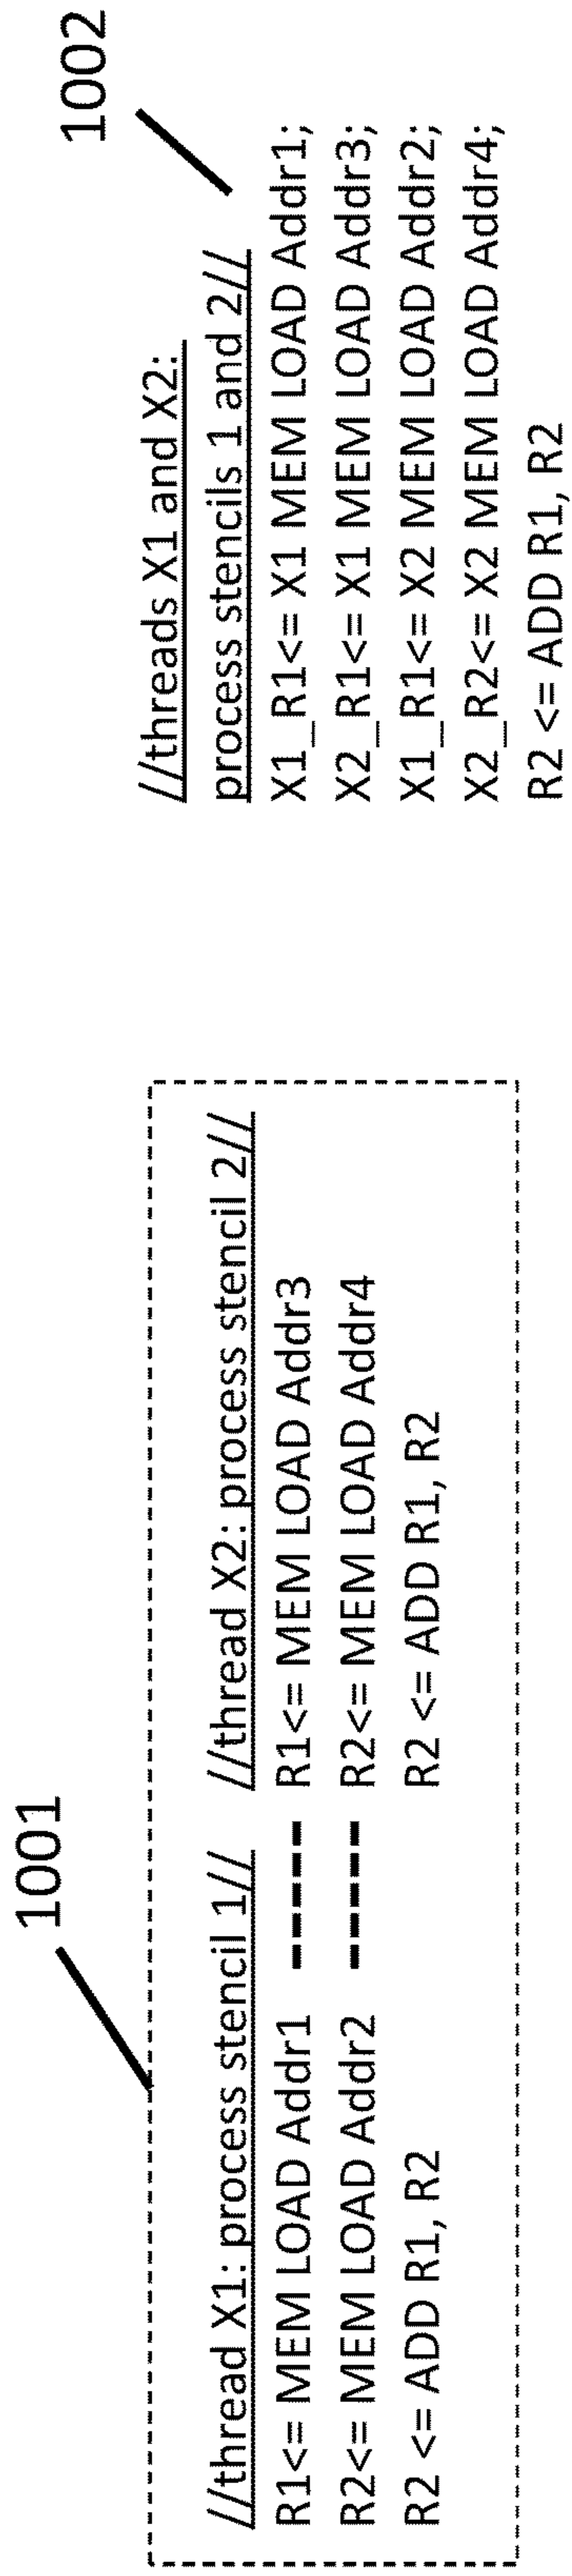 1001
//thread X1: process stencil 1//
R1<= MEM LOAD Addr1
R2<= MEM LOAD Addr2
R2 <= ADD R1, R2
//thread X2: process stencil 2//
R1<= MEM LOAD Addr3
R2<= MEM LOAD Addr4
R2 <= ADD R1, R2
1002
//threads X1 and X2:
process stencils 1 and 2//
X1_R1<= X1 MEM LOAD Addr1;
X2_R1<= X1 MEM LOAD Addr3;
X1_R1<= X2 MEM LOAD Addr2;
X2_R2<= X2 MEM LOAD Addr4;
R2 <= ADD R1, R2